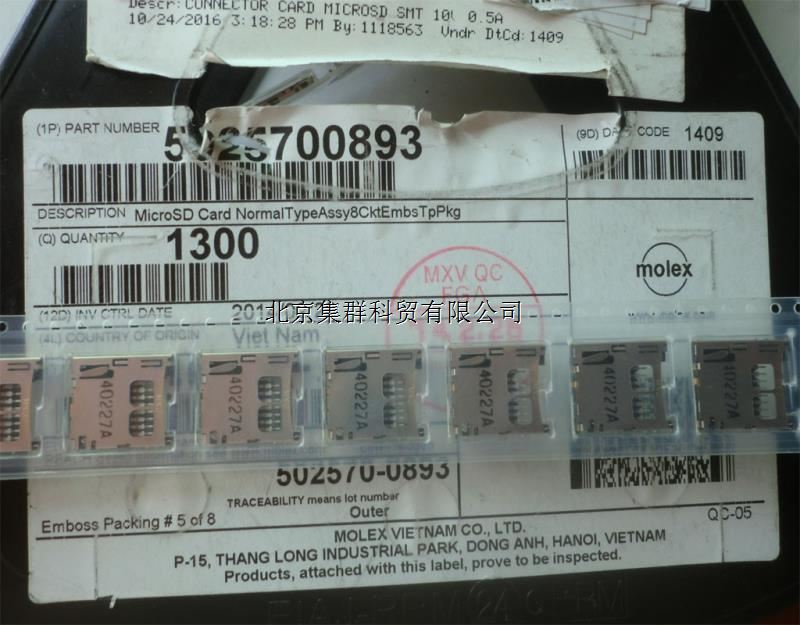 Descr: CONNECTOR CARD MICROSD SMT 0.5A
10/24/2016 3:18:28 PM By: 1118563 Vndr DtCd: 1409
(1P) PART NUMBER 5025700893
(9D) DATE CODE 1409
DESCRIPTION MicroSD Card NormalTypeAssy8CktEmbsTpPkg
(Q) QUANTITY 1300
molex
MXV QC
FGA
(12D) INV CTRL DATE
北京集群科贸有限公司
(4L) COUNTRY OF ORIGIN Viet Nam
40227A
40227A
40227A
40227A
40227A
40227A
502570-0893
TRACEABILITY means lot number
Emboss Packing # 5 of 8
Outer
QC-05
MOLEX VIETNAM CO., LTD.
P-15, THANG LONG INDUSTRIAL PARK, DONG ANH, HANOI, VIETNAM
Products, attached with this label, prove to be inspected.